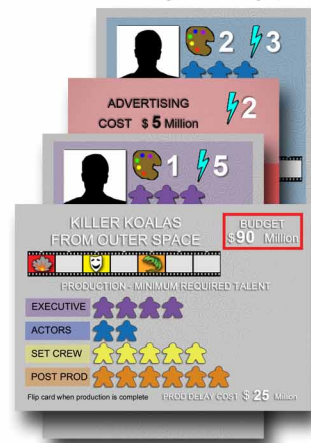 2 3
ADVERTISING
COST $ 5 Million
2
1 5
KILLER KOALAS
FROM OUTER SPACE
BUDGET
$90 Million
PRODUCTION - MINIMUM REQUIRED TALENT
EXECUTIVE
ACTORS
SET CREW
POST PROD
Flip card when production is complete PROD DELAY COST $ 25 Million